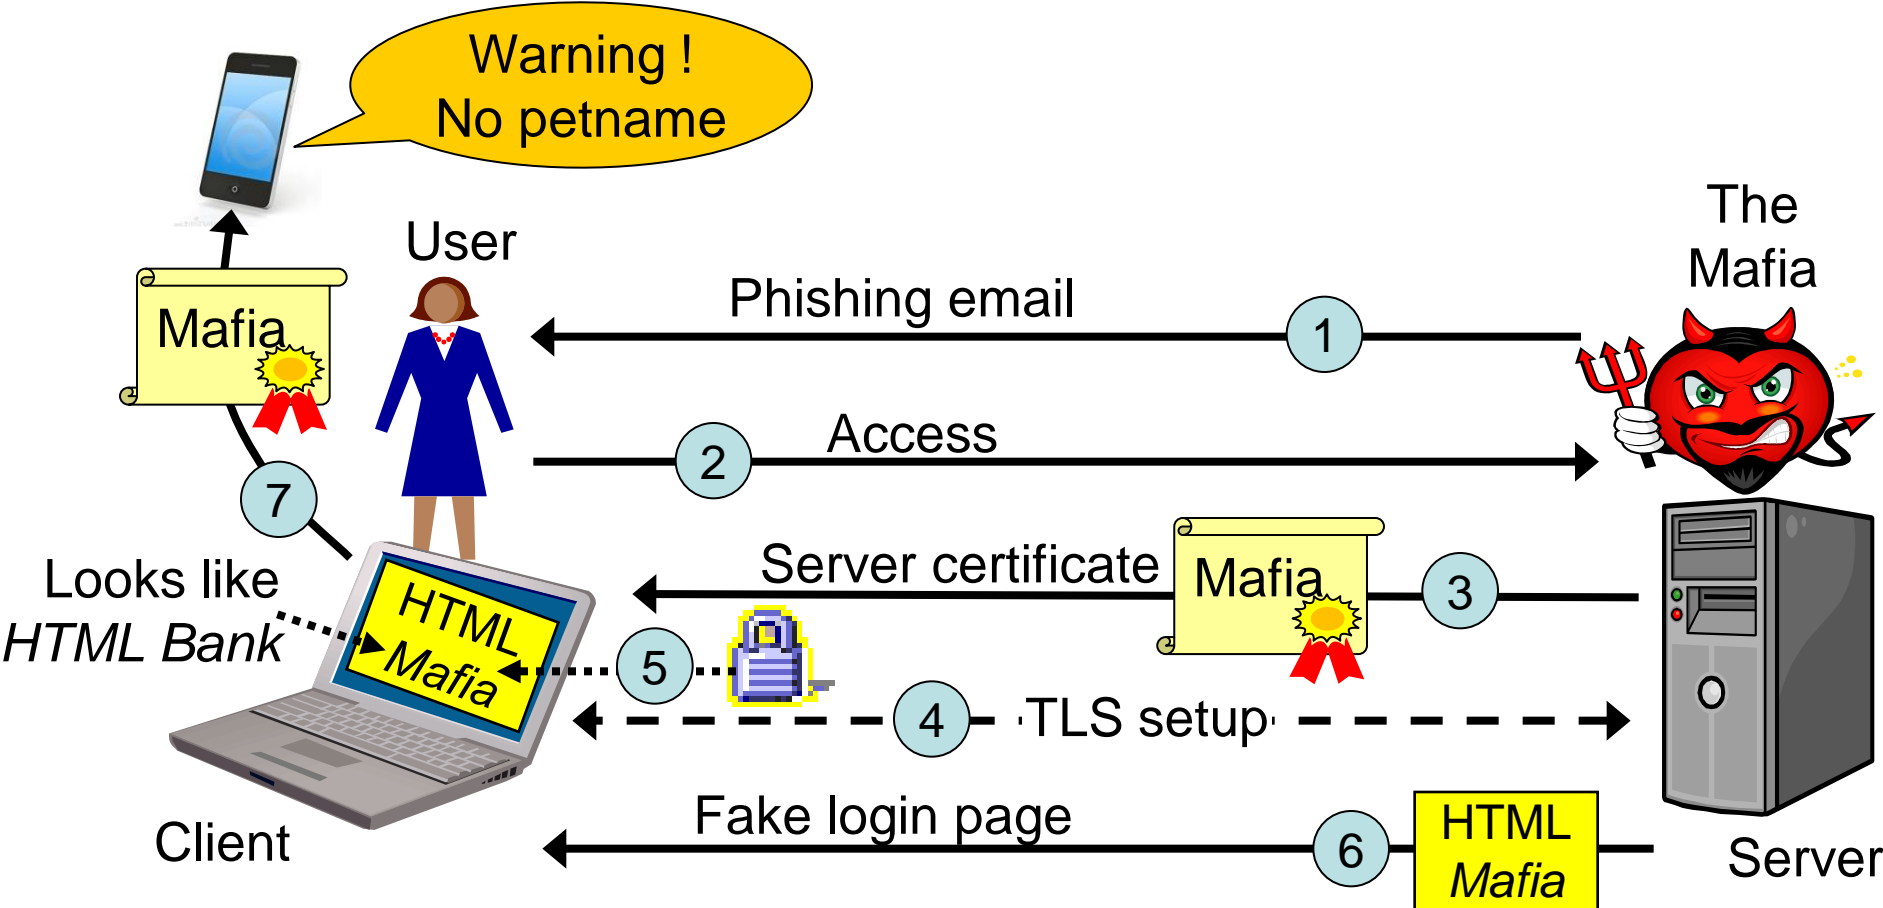 Warning !
No petname
The
Mafia
User
Phishing email
1
Mafia
Access
2
7
Server certificate
Mafia
3
Looks like
HTML Bank
HTML
Mafia
5
4
TLS setup
Fake login page
6
HTML
Mafia
Client
Server